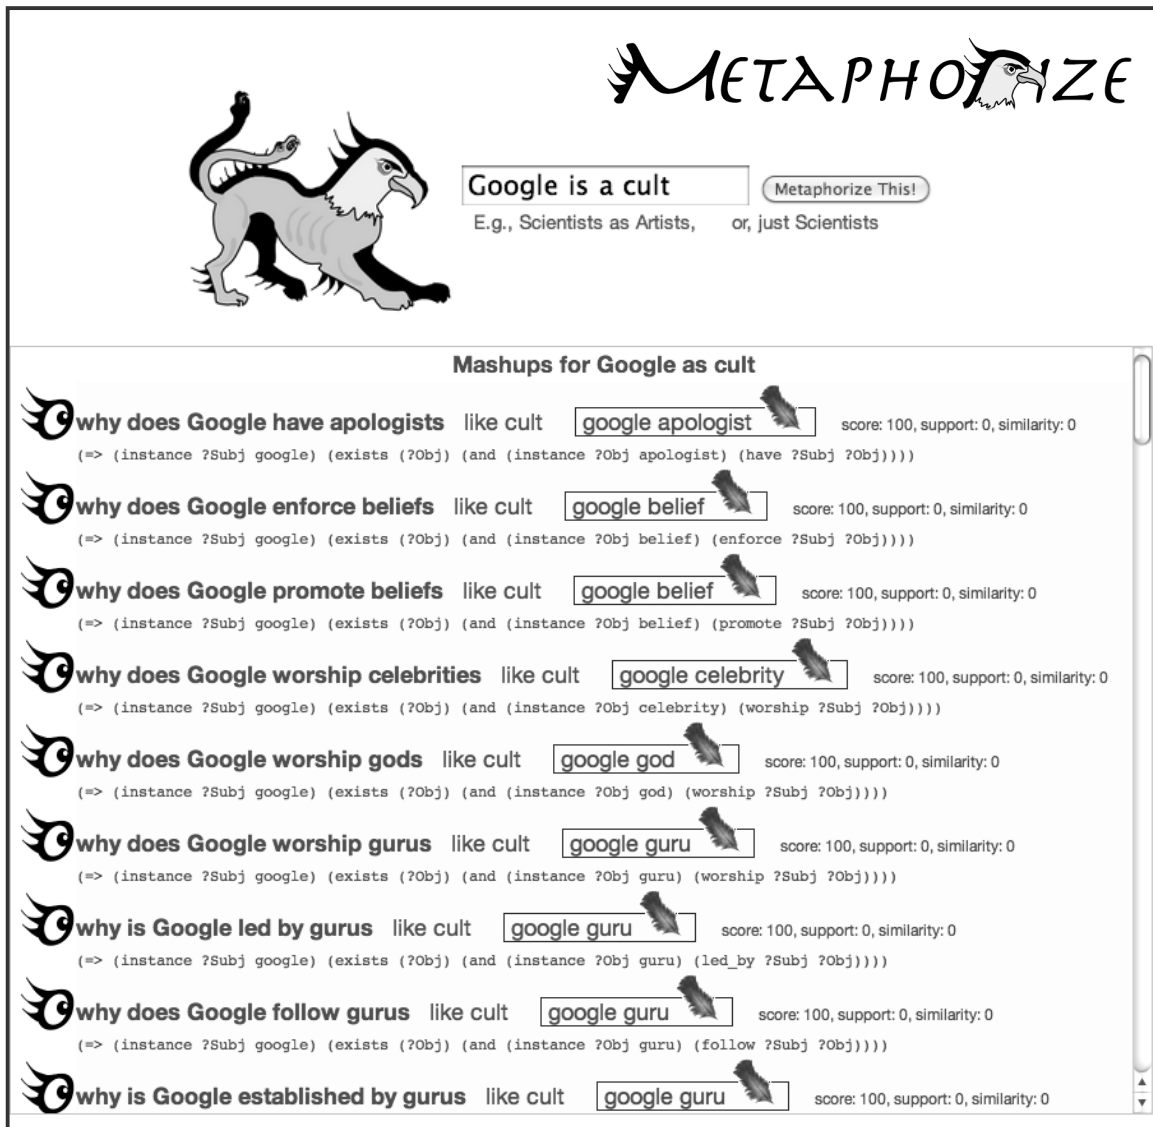 METAPHORIZE
Google is a cult
Metaphorize This!
E.g., Scientists as Artists, or, just Scientists
Mashups for Google as cult
why does Google have apologists like cult google apologist score: 100, support: 0, similarity: 0
(=> (instance ?Subj google) (exists (?Obj) (and (instance ?Obj apologist) (have ?Subj ?Obj))))
why does Google enforce beliefs like cult google belief score: 100, support: 0, similarity: 0
(=> (instance ?Subj google) (exists (?Obj) (and (instance ?Obj belief) (enforce ?Subj ?Obj))))
why does Google promote beliefs like cult google belief score: 100, support: 0, similarity: 0
(=> (instance ?Subj google) (exists (?Obj) (and (instance ?Obj belief) (promote ?Subj ?Obj))))
why does Google worship celebrities like cult google celebrity score: 100, support: 0, similarity: 0
(=> (instance ?Subj google) (exists (?Obj) (and (instance ?Obj celebrity) (worship ?Subj ?Obj))))
why does Google worship gods like cult google god score: 100, support: 0, similarity: 0
(=> (instance ?Subj google) (exists (?Obj) (and (instance ?Obj god) (worship ?Subj ?Obj))))
why does Google worship gurus like cult google guru score: 100, support: 0, similarity: 0
(=> (instance ?Subj google) (exists (?Obj) (and (instance ?Obj guru) (worship ?Subj ?Obj))))
why is Google led by gurus like cult google guru score: 100, support: 0, similarity: 0
(=> (instance ?Subj google) (exists (?Obj) (and (instance ?Obj guru) (led_by ?Subj ?Obj))))
why does Google follow gurus like cult google guru score: 100, support: 0, similarity: 0
(=> (instance ?Subj google) (exists (?Obj) (and (instance ?Obj guru) (follow ?Subj ?Obj))))
why is Google established by gurus like cult google guru score: 100, support: 0, similarity: 0